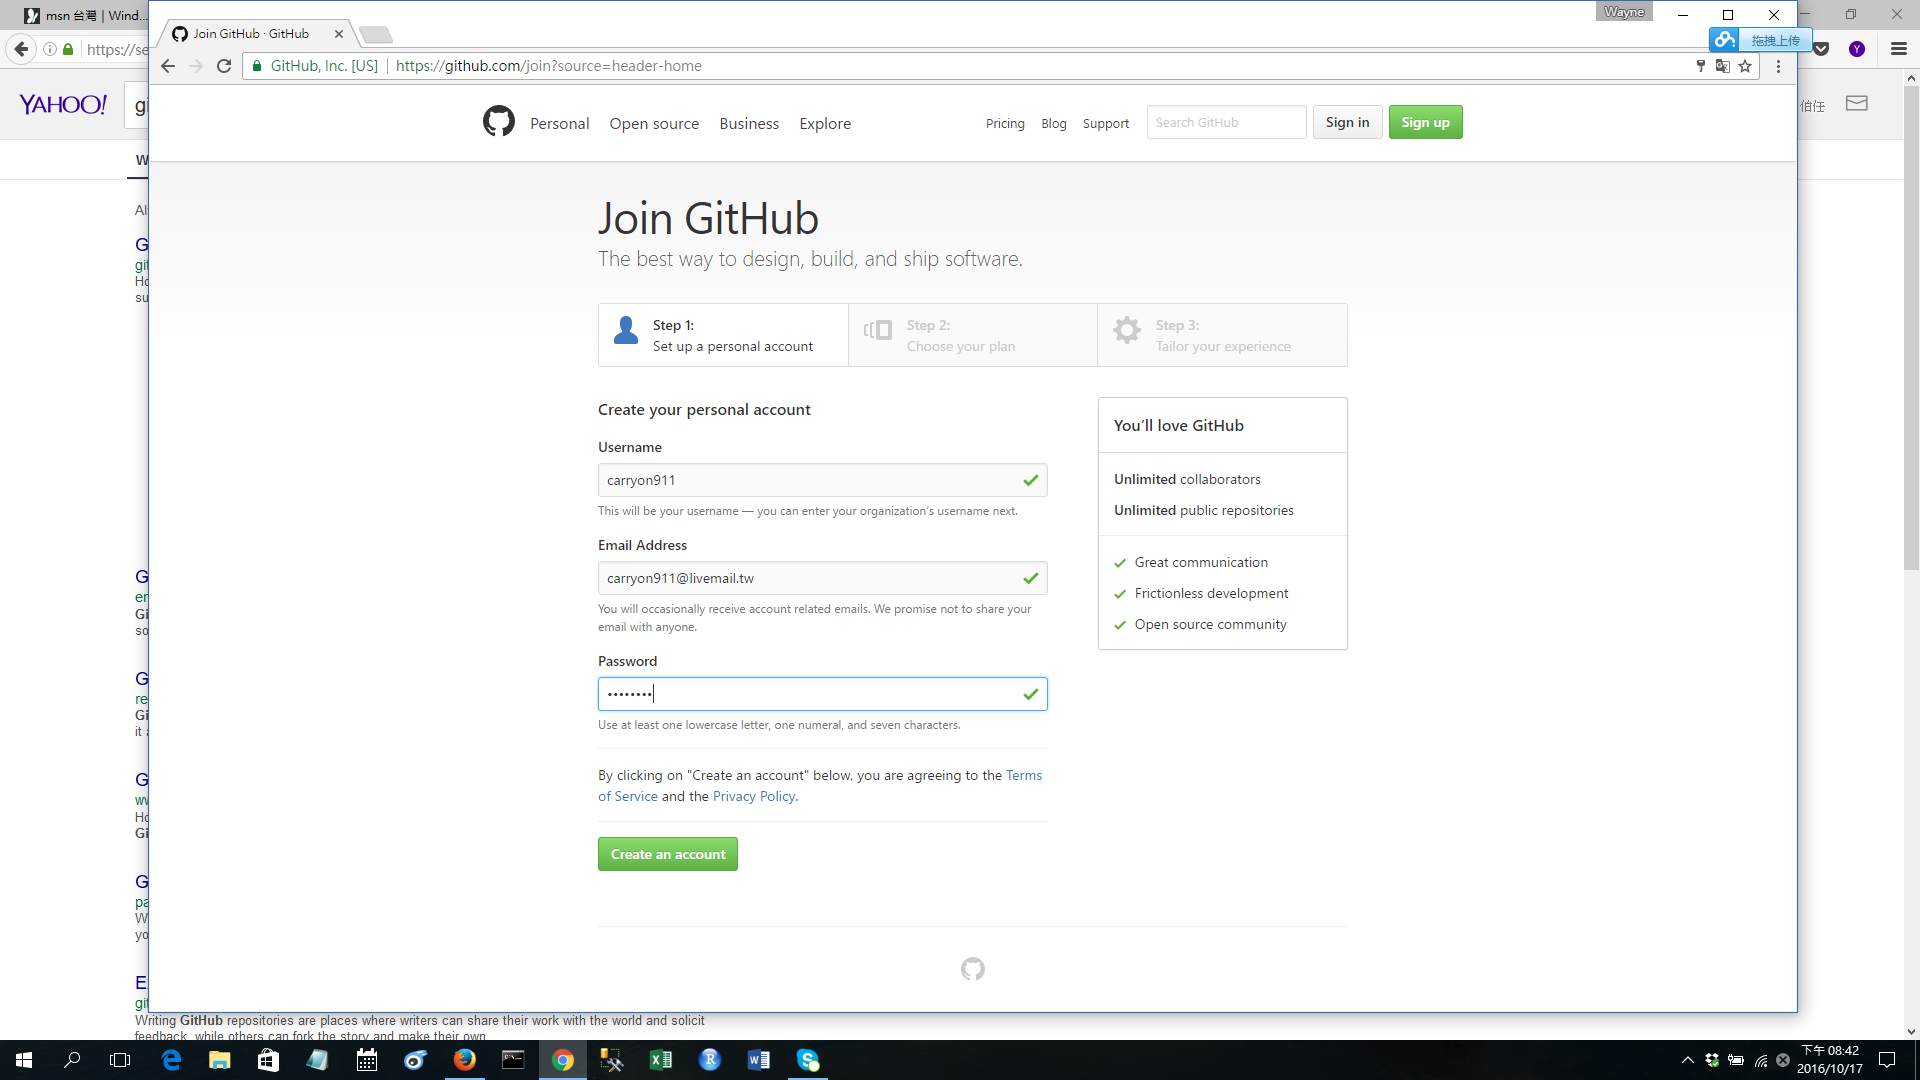 msn 台灣 | Wind...
Wayne
Join GitHub · GitHub
拖拽上传
https://se
GitHub, Inc. [US]
https://github.com/join?source=header-home
YAHOO!
Personal
Open source
Business
Explore
Pricing
Blog
Support
Search GitHub
Sign in
Sign up
伯任
Join GitHub
The best way to design, build, and ship software.
Step 1:
Set up a personal account
Step 2:
Choose your plan
Step 3:
Tailor your experience
Create your personal account
Username
carryon911
This will be your username — you can enter your organization's username next.
Email Address
carryon911@livemail.tw
You will occasionally receive account related emails. We promise not to share your
email with anyone.
Password
••••••••
Use at least one lowercase letter, one numeral, and seven characters.
By clicking on "Create an account" below, you are agreeing to the Terms
of Service and the Privacy Policy.
Create an account
You'll love GitHub
Unlimited collaborators
Unlimited public repositories
Great communication
Frictionless development
Open source community
Writing GitHub repositories are places where writers can share their work with the world and solicit
feedback, while others can fork the story and make their own
下午 08:42
2016/10/17